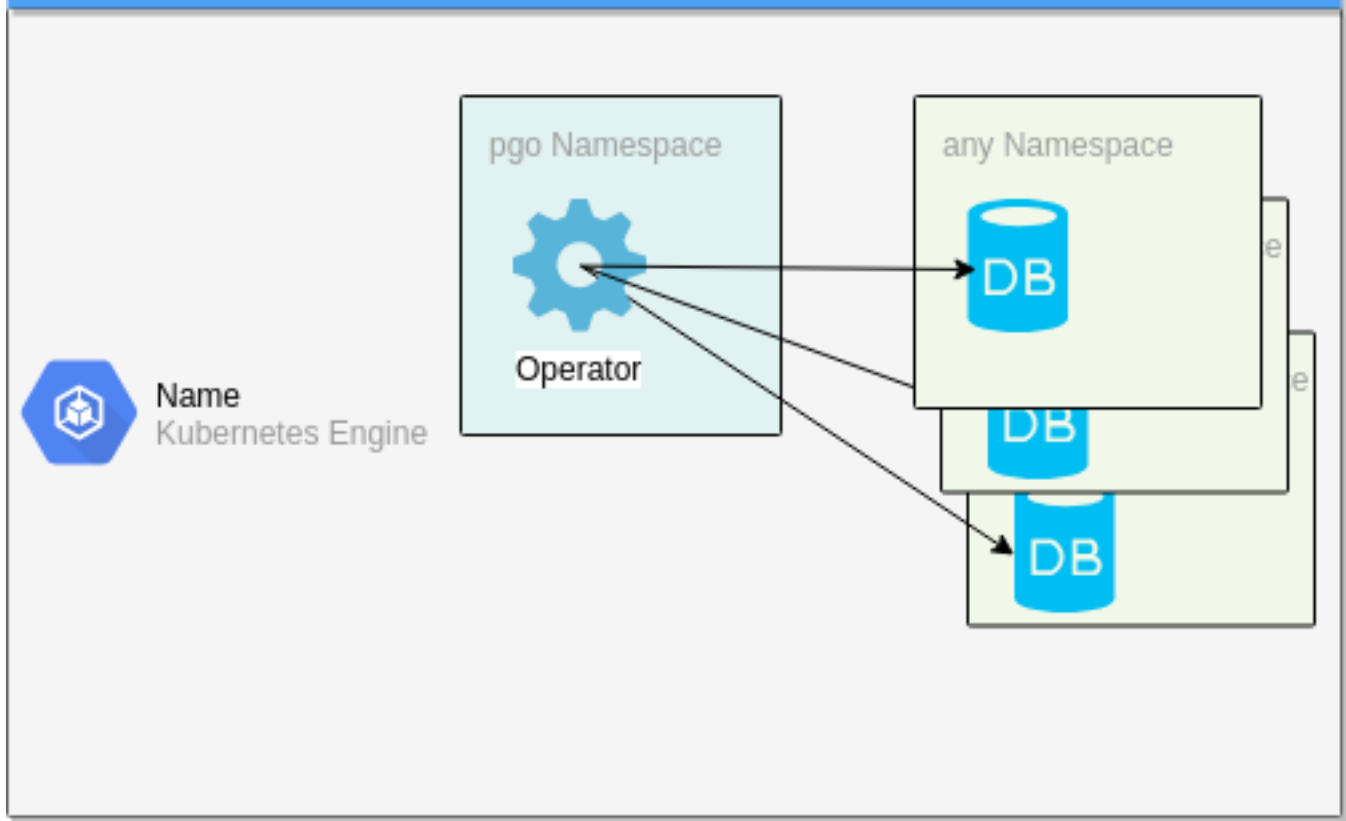 pgo Namespace
any Namespace
DB
e
Operator
e
Name
Kubernetes Engine
DB
DB